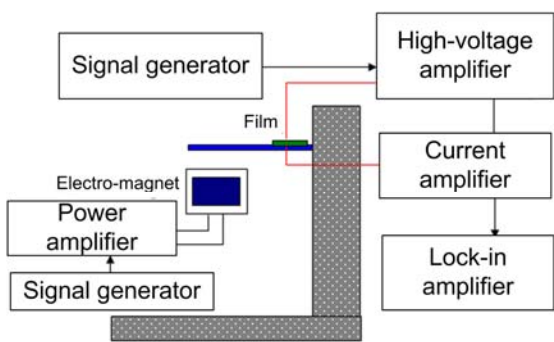 Signal generator
High-voltage
amplifier
Film
Current
amplifier
Electro-magnet
Power
amplifier
Lock-in
amplifier
Signal generator